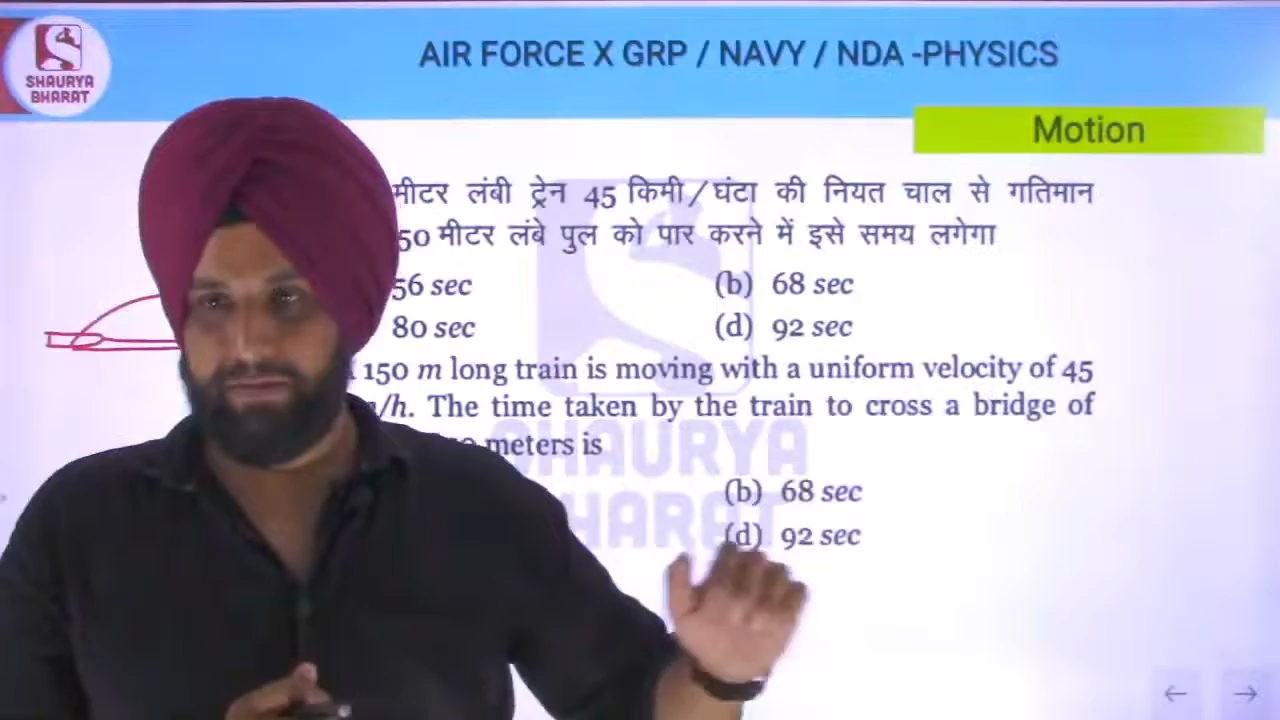 SHAURYA
BHARAT
AIR FORCE X GRP / NAVY / NDA -PHYSICS
Motion
मीटर लंबी ट्रेन 45 किमी/घंटा की नियत चाल से गतिमान
50 मीटर लंबे पुल को पार करने में इसे समय लगेगा
56 sec (b) 68 sec
80 sec (d) 92 sec
150 m long train is moving with a uniform velocity of 45
/h. The time taken by the train to cross a bridge of
meters is
SHAURYA
(b) 68 sec
BHARAT
(d) 92 sec
← →